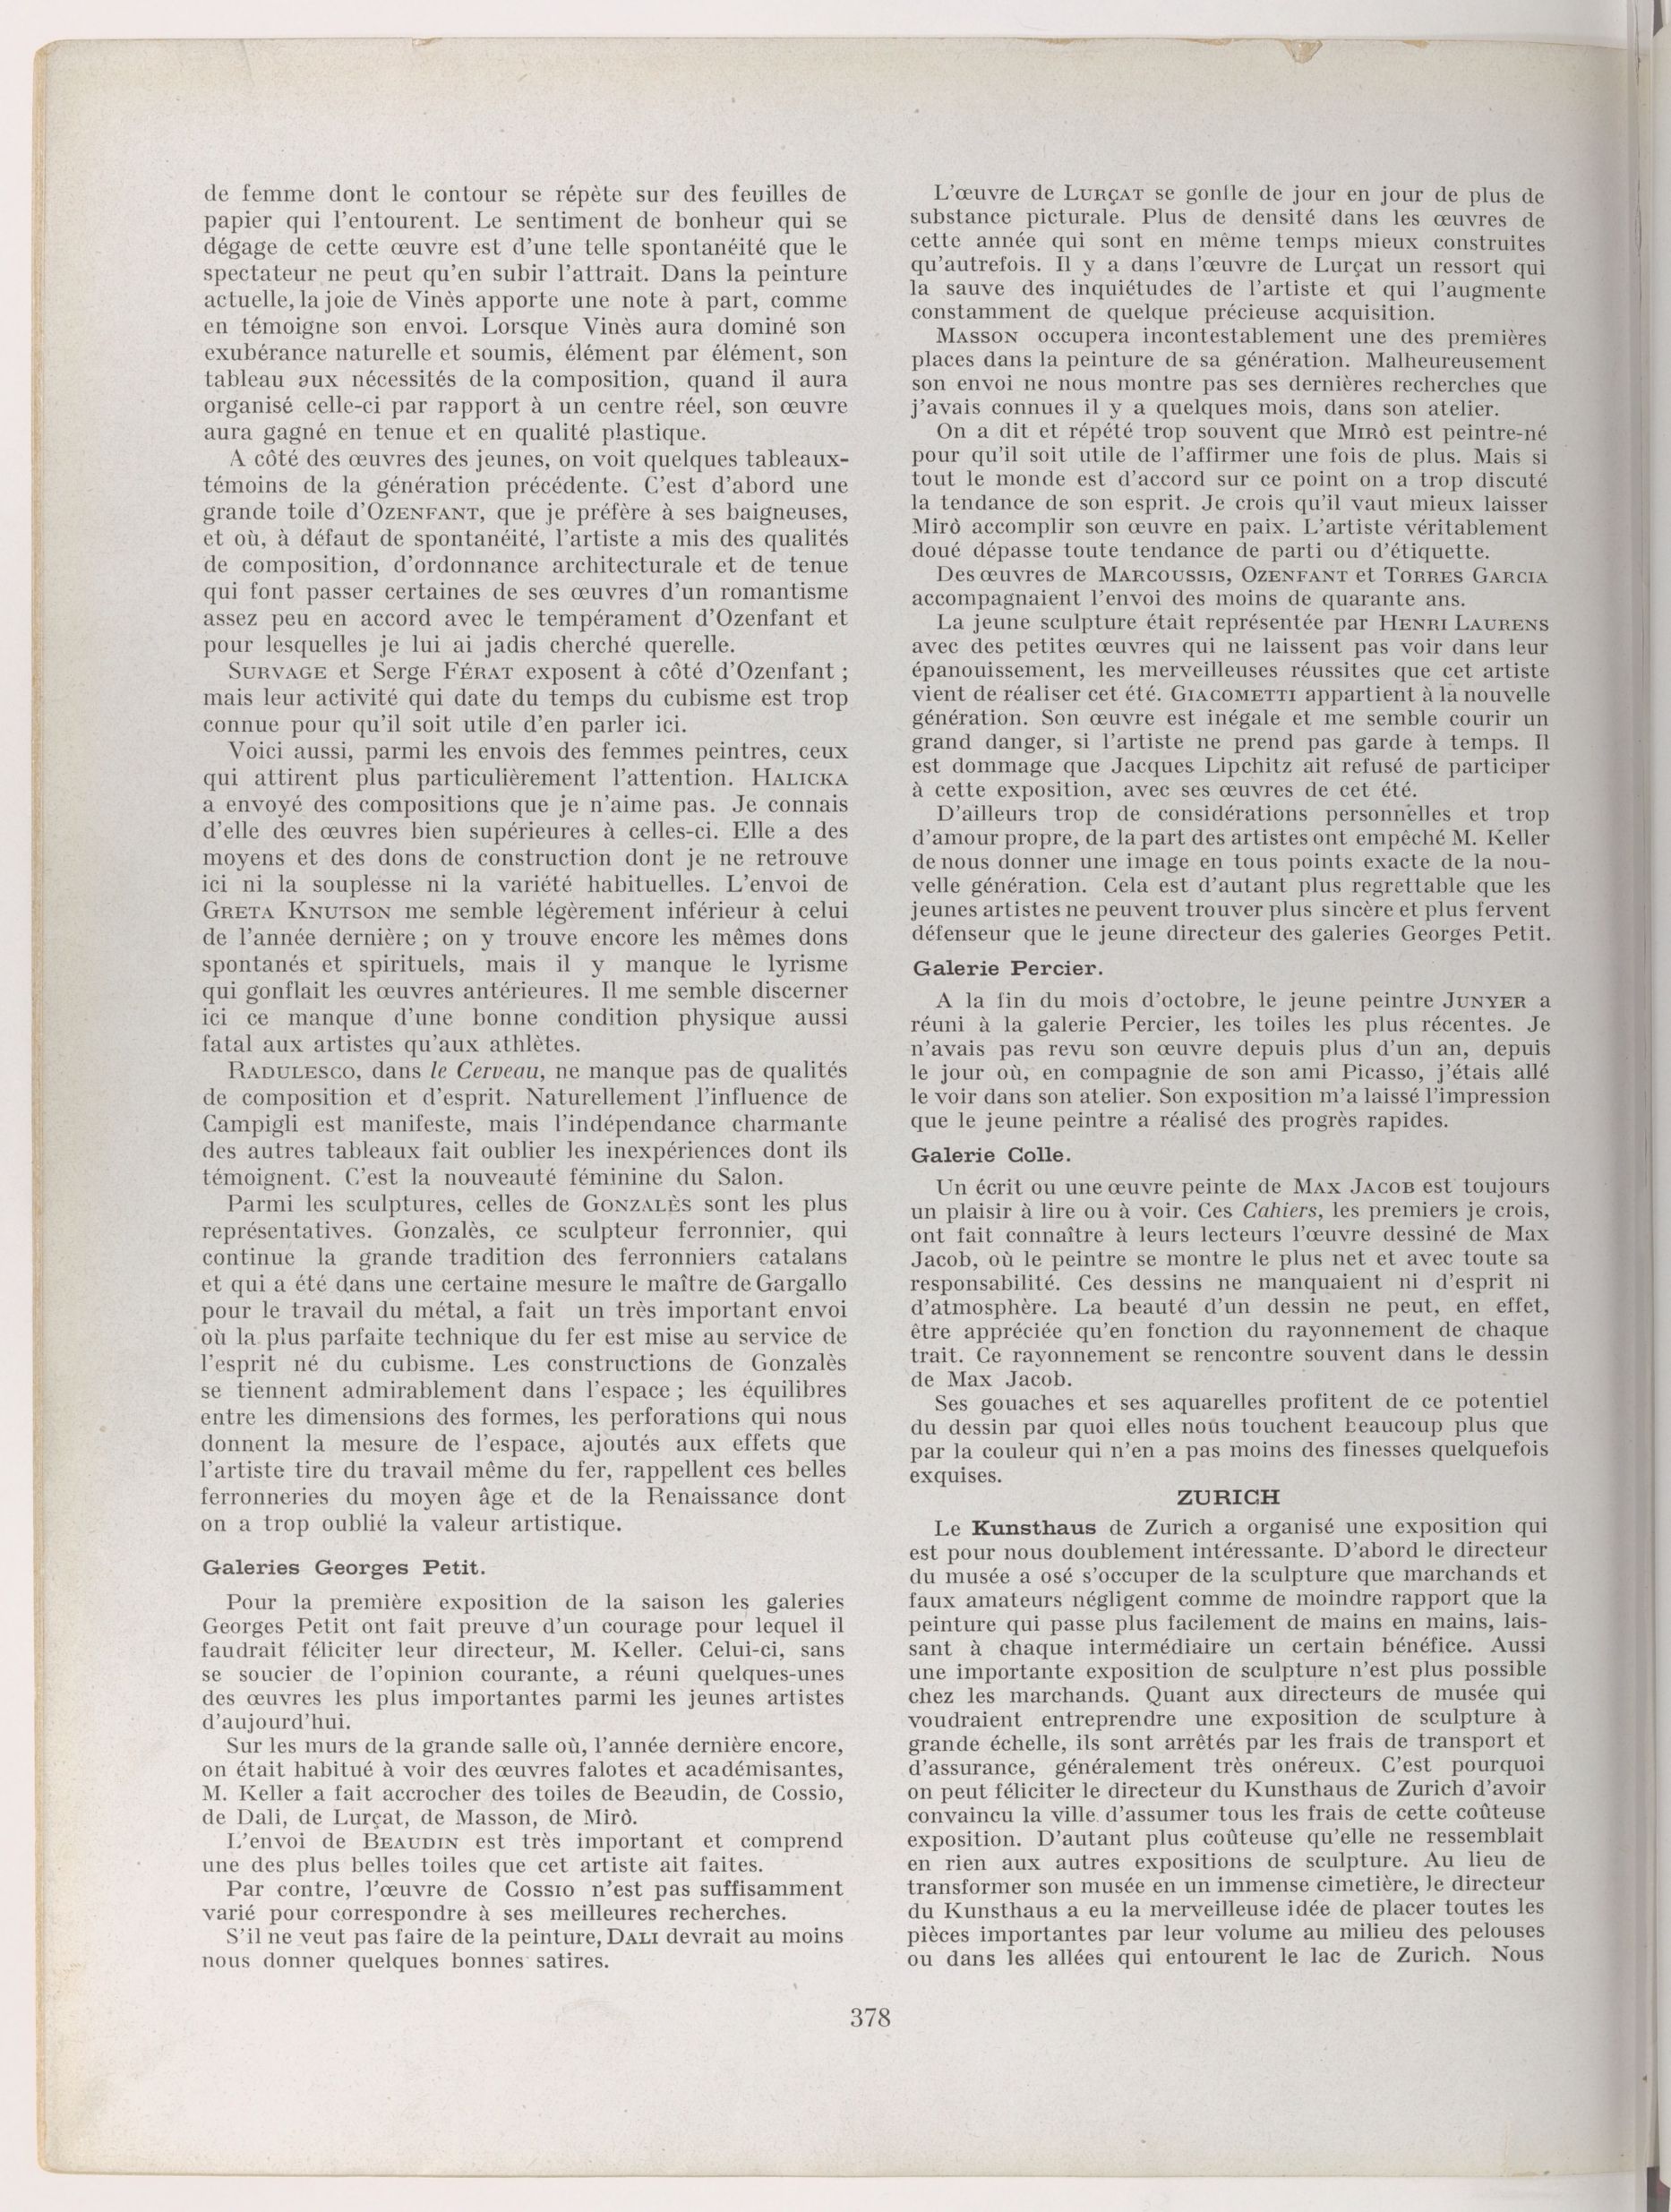 de femme dont le contour se répète sur des feuilles de
papier qui l'entourent. Le sentiment de bonheur qui se
dégage de cette œuvre est d'une telle spontanéité que le
spectateur ne peut qu'en subir l'attrait. Dans la peinture
actuelle, la joie de Vinès apporte une note à part, comme
en témoigne son envoi. Lorsque Vinès aura dominé son
exubérance naturelle et soumis, élément par élément, son
tableau aux nécessités de la composition, quand il aura
organisé celle-ci par rapport à un centre réel, son œuvre
aura gagné en tenue et en qualité plastique.
A côté des œuvres des jeunes, on voit quelques tableaux-
témoins de la génération précédente. C'est d'abord une
grande toile d'OZENFANT, que je préfère à ses baigneuses,
et où, à défaut de spontanéité, l'artiste a mis des qualités
de composition, d'ordonnance architecturale et de tenue
qui font passer certaines de ses œuvres d'un romantisme
assez peu en accord avec le tempérament d'Ozenfant et
pour lesquelles je lui ai jadis cherché querelle.
SURVAGE et Serge FÉRAT exposent à côté d'Ozenfant ;
mais leur activité qui date du temps du cubisme est trop
connue pour qu'il soit utile d'en parler ici.
Voici aussi, parmi les envois des femmes peintres, ceux
qui attirent plus particulièrement l'attention. HALICKA
a envoyé des compositions que je n'aime pas. Je connais
d'elle des œuvres bien supérieures à celles-ci. Elle a des
moyens et des dons de construction dont je ne retrouve
ici ni la souplesse ni la variété habituelles. L'envoi de
GRETA KNUTSON me semble légèrement inférieur à celui
de l'année dernière ; on y trouve encore les mêmes dons
spontanés et spirituels, mais il y manque le lyrisme
qui gonflait les œuvres antérieures. Il me semble discerner
ici ce manque d'une bonne condition physique aussi
fatal aux artistes qu'aux athlètes.
RADULESCO, dans le Cerveau, ne manque pas de qualités
de composition et d'esprit. Naturellement l'influence de
Campigli est manifeste, mais l'indépendance charmante
des autres tableaux fait oublier les inexpériences dont ils
témoignent. C'est la nouveauté féminine du Salon.
Parmi les sculptures, celles de GONZALÈS sont les plus
représentatives. Gonzalès, ce sculpteur ferronnier, qui
continue la grande tradition des ferronniers catalans
et qui a été dans une certaine mesure le maître de Gargallo
pour le travail du métal, a fait un très important envoi
où la plus parfaite technique du fer est mise au service de
l'esprit né du cubisme. Les constructions de Gonzalès
se tiennent admirablement dans l'espace ; les équilibres
entre les dimensions des formes, les perforations qui nous
donnent la mesure de l'espace, ajoutés aux effets que
l'artiste tire du travail même du fer, rappellent ces belles
ferronneries du moyen âge et de la Renaissance dont
on a trop oublié la valeur artistique.
Galeries Georges Petit.
Pour la première exposition de la saison les galeries
Georges Petit ont fait preuve d'un courage pour lequel il
faudrait féliciter leur directeur, M. Keller. Celui-ci, sans
se soucier de l'opinion courante, a réuni quelques-unes
des œuvres les plus importantes parmi les jeunes artistes
d'aujourd'hui.
Sur les murs de la grande salle où, l'année dernière encore,
on était habitué à voir des œuvres falotes et académisantes,
M. Keller a fait accrocher des toiles de Beaudin, de Cossio,
de Dali, de Lurçat, de Masson, de Mirò.
L'envoi de BEAUDIN est très important et comprend
une des plus belles toiles que cet artiste ait faites.
Par contre, l'œuvre de COSSIO n'est pas suffisamment
varié pour correspondre à ses meilleures recherches.
S'il ne veut pas faire de la peinture, DALI devrait au moins
nous donner quelques bonnes satires.
L'œuvre de LURÇAT se gonfle de jour en jour de plus de
substance picturale. Plus de densité dans les œuvres de
cette année qui sont en même temps mieux construites
qu'autrefois. Il y a dans l'œuvre de Lurçat un ressort qui
la sauve des inquiétudes de l'artiste et qui l'augmente
constamment de quelque précieuse acquisition.
MASSON occupera incontestablement une des premières
places dans la peinture de sa génération. Malheureusement
son envoi ne nous montre pas ses dernières recherches que
j'avais connues il y a quelques mois, dans son atelier.
On a dit et répété trop souvent que MIRÒ est peintre-né
pour qu'il soit utile de l'affirmer une fois de plus. Mais si
tout le monde est d'accord sur ce point on a trop discuté
la tendance de son esprit. Je crois qu'il vaut mieux laisser
Mirò accomplir son œuvre en paix. L'artiste véritablement
doué dépasse toute tendance de parti ou d'étiquette.
Des œuvres de MARCOUSSIS, OZENFANT et TORRES GARCIA
accompagnaient l'envoi des moins de quarante ans.
La jeune sculpture était représentée par HENRI LAURENS
avec des petites œuvres qui ne laissent pas voir dans leur
épanouissement, les merveilleuses réussites que cet artiste
vient de réaliser cet été. GIACOMETTI appartient à la nouvelle
génération. Son œuvre est inégale et me semble courir un
grand danger, si l'artiste ne prend pas garde à temps. Il
est dommage que Jacques Lipchitz ait refusé de participer
à cette exposition, avec ses œuvres de cet été.
D'ailleurs trop de considérations personnelles et trop
d'amour propre, de la part des artistes ont empêché M. Keller
de nous donner une image en tous points exacte de la nou-
velle génération. Cela est d'autant plus regrettable que les
jeunes artistes ne peuvent trouver plus sincère et plus fervent
défenseur que le jeune directeur des galeries Georges Petit.
Galerie Percier.
A la fin du mois d'octobre, le jeune peintre JUNYER a
réuni à la galerie Percier, les toiles les plus récentes. Je
n'avais pas revu son œuvre depuis plus d'un an, depuis
le jour où, en compagnie de son ami Picasso, j'étais allé
le voir dans son atelier. Son exposition m'a laissé l'impression
que le jeune peintre a réalisé des progrès rapides.
Galerie Colle.
Un écrit ou une œuvre peinte de MAX JACOB est toujours
un plaisir à lire ou à voir. Ces Cahiers, les premiers je crois,
ont fait connaître à leurs lecteurs l'œuvre dessiné de Max
Jacob, où le peintre se montre le plus net et avec toute sa
responsabilité. Ces dessins ne manquaient ni d'esprit ni
d'atmosphère. La beauté d'un dessin ne peut, en effet,
être appréciée qu'en fonction du rayonnement de chaque
trait. Ce rayonnement se rencontre souvent dans le dessin
de Max Jacob.
Ses gouaches et ses aquarelles profitent de ce potentiel
du dessin par quoi elles nous touchent beaucoup plus que
par la couleur qui n'en a pas moins des finesses quelquefois
exquises.
ZURICH
Le Kunsthaus de Zurich a organisé une exposition qui
est pour nous doublement intéressante. D'abord le directeur
du musée a osé s'occuper de la sculpture que marchands et
faux amateurs négligent comme de moindre rapport que la
peinture qui passe plus facilement de mains en mains, lais-
sant à chaque intermédiaire un certain bénéfice. Aussi
une importante exposition de sculpture n'est plus possible
chez les marchands. Quant aux directeurs de musée qui
voudraient entreprendre une exposition de sculpture à
grande échelle, ils sont arrêtés par les frais de transport et
d'assurance, généralement très onéreux. C'est pourquoi
on peut féliciter le directeur du Kunsthaus de Zurich d'avoir
convaincu la ville d'assumer tous les frais de cette coûteuse
exposition. D'autant plus coûteuse qu'elle ne ressemblait
en rien aux autres expositions de sculpture. Au lieu de
transformer son musée en un immense cimetière, le directeur
du Kunsthaus a eu la merveilleuse idée de placer toutes les
pièces importantes par leur volume au milieu des pelouses
ou dans les allées qui entourent le lac de Zurich. Nous
378